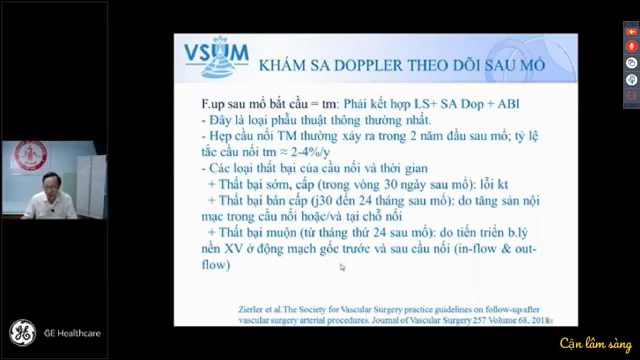 VSUM
KHÁM SA DOPPLER THEO DÕI SAU MỔ
F.up sau mổ bắt cầu = tm: Phải kết hợp LS+ SA Dop + ABI
- Đây là loại phẫu thuật thông thường nhất.
- Hẹp cầu nối TM thường xảy ra trong 2 năm đầu sau mổ; tỷ lệ
tắc cầu nối tm ≈ 2-4%/y
- Các loại thất bại của cầu nối và thời gian
+ Thất bại sớm, cấp (trong vòng 30 ngày sau mổ): lỗi kt
+ Thất bại bán cấp (j30 đến 24 tháng sau mổ): do tăng sản nội
mạc trong cầu nối hoặc/và tại chỗ nối
+ Thất bại muộn (từ tháng thứ 24 sau mổ): do tiến triển b.lý
nền XV ở động mạch gốc trước và sau cầu nối (in-flow & out-
flow)
Zierler et al.The Society for Vascular Surgery practice guidelines on follow-up after
vascular surgery arterial procedures. Journal of Vascular Surgery 257 Volume 68, 2018
GE Healthcare
Cận lâm sàng